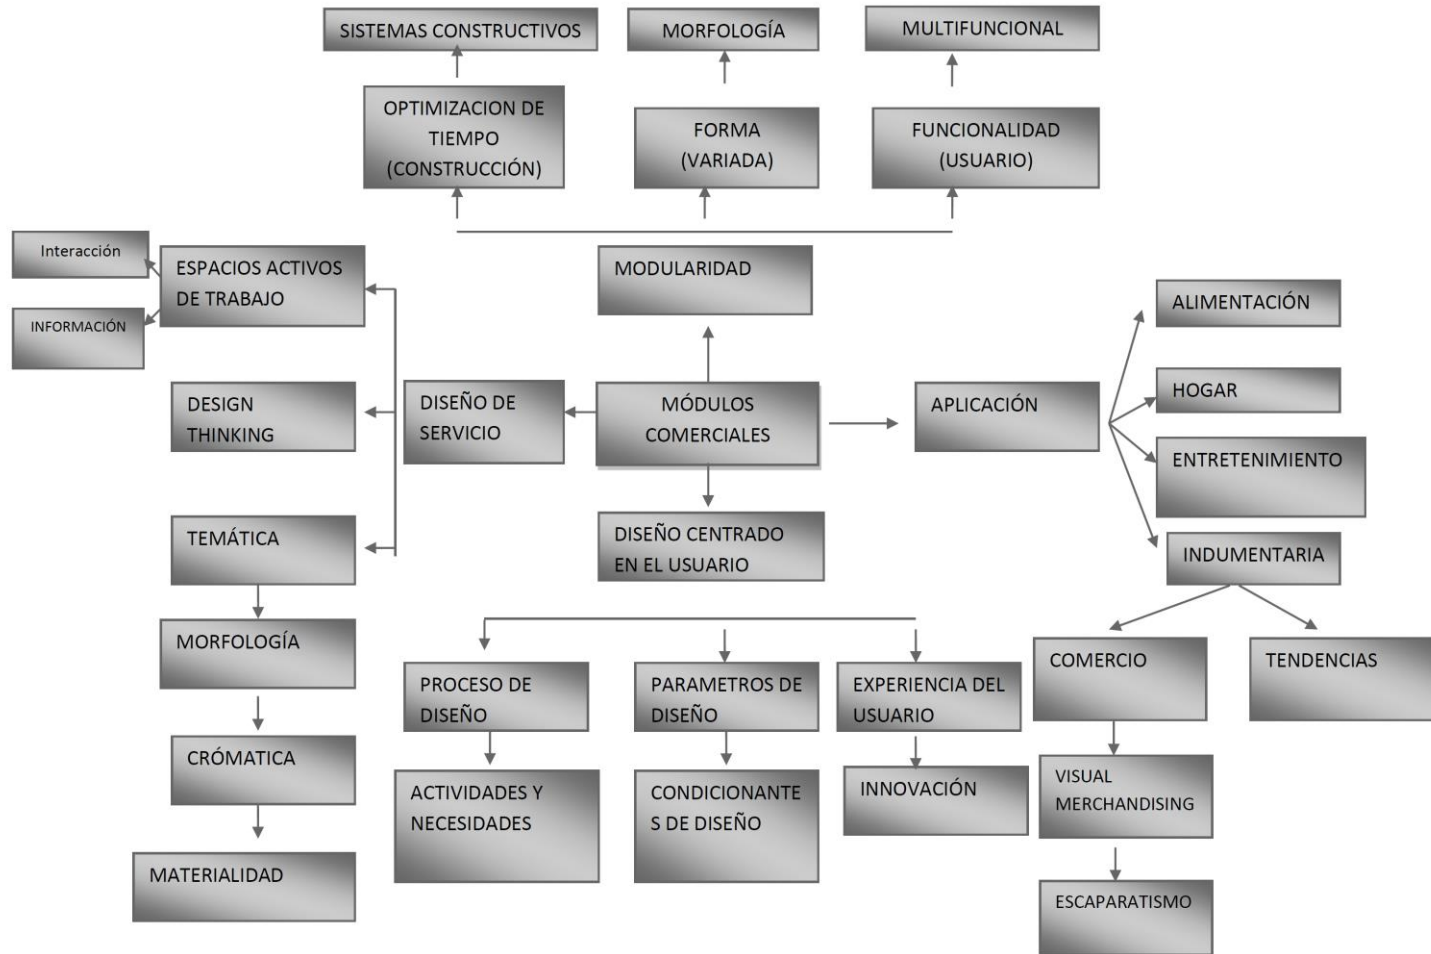 SISTEMAS CONSTRUCTIVOS
MORFOLOGÍA
MULTIFUNCIONAL
OPTIMIZACION DE
TIEMPO
(CONSTRUCCIÓN)
FORMA
(VARIADA)
FUNCIONALIDAD
(USUARIO)
Interacción
INFORMACIÓN
ESPACIOS ACTIVOS
DE TRABAJO
MODULARIDAD
ALIMENTACIÓN
HOGAR
ENTRETENIMIENTO
INDUMENTARIA
DESIGN
THINKING
DISEÑO DE
SERVICIO
MÓDULOS
COMERCIALES
APLICACIÓN
TEMÁTICA
DISEÑO CENTRADO
EN EL USUARIO
MORFOLOGÍA
CRÓMATICA
MATERIALIDAD
PROCESO DE
DISEÑO
PARAMETROS DE
DISEÑO
EXPERIENCIA DEL
USUARIO
COMERCIO
TENDENCIAS
ACTIVIDADES Y
NECESIDADES
CONDICIONANTE
S DE DISEÑO
INNOVACIÓN
VISUAL
MERCHANDISING
ESCAPARATISMO